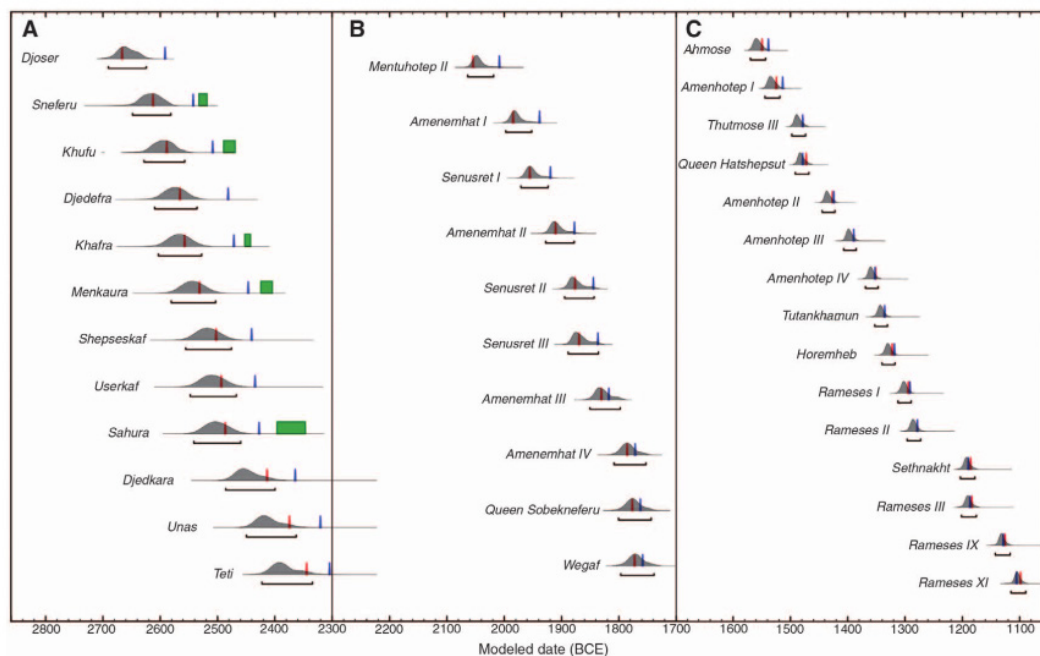 A
Djoser
Sneferu
Khufu
Djedefra
Khafra
Menkaura
Shepseskaf
Userkaf
Sahura
Djedkara
Unas
Teti
B
Mentuhotep II
Amenemhat I
Senusret I
Amenemhat II
Senusret II
Senusret III
Amenemhat III
Amenemhat IV
Queen Sobekneferu
Wegaf
C
Ahmose
Amenhotep I
Thutmose III
Queen Hatshepsut
Amenhotep II
Amenhotep III
Amenhotep IV
Tutankhamun
Horemheb
Rameses I
Rameses II
Sethnakht
Rameses III
Rameses IX
Rameses XI
2800 2700 2600 2500 2400 2300 2000 1900 1800 1700 1600 1500 1400 1300 1200 1100
Modeled date (BCE)